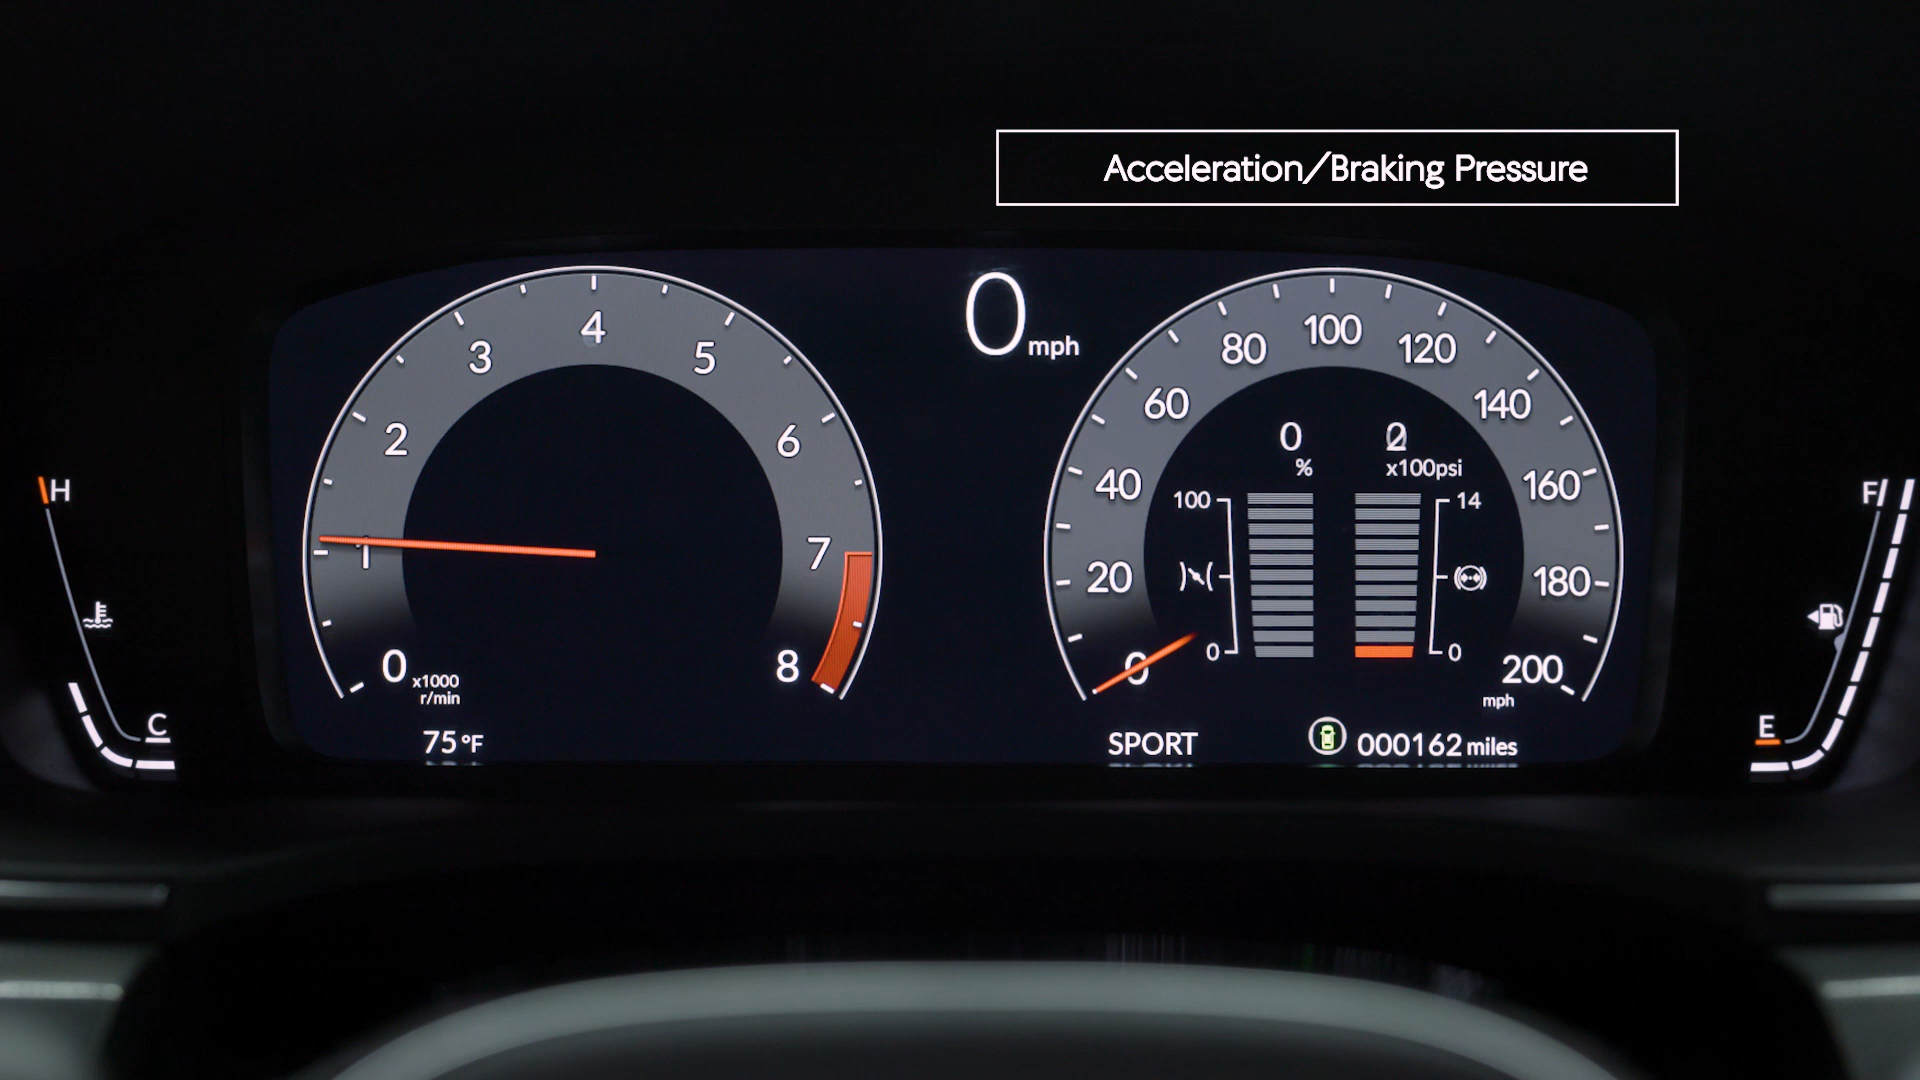 Acceleration/Braking Pressure
0 mph
0 1 2 3 4 5 6 7 8
x1000
r/min
0 20 40 60 80 100 120 140 160 180 200
mph
0
%
x100psi
100
0
14
0
H
C
F
E
75°F
SPORT
000162 miles